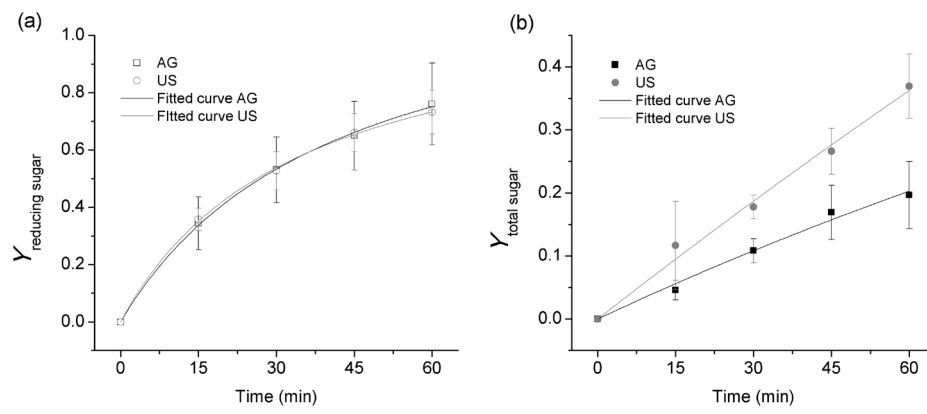 (a)
1.0
0.8
0.6
0.4
0.2
0.0
Y reducing sugar
AG
US
Fitted curve AG
FItted curve US
0 15 30 45 60
Time (min)
(b)
0.4
0.3
0.2
0.1
0.0
Y total sugar
AG
US
Fitted curve AG
Fitted curve US
0 15 30 45 60
Time (min)